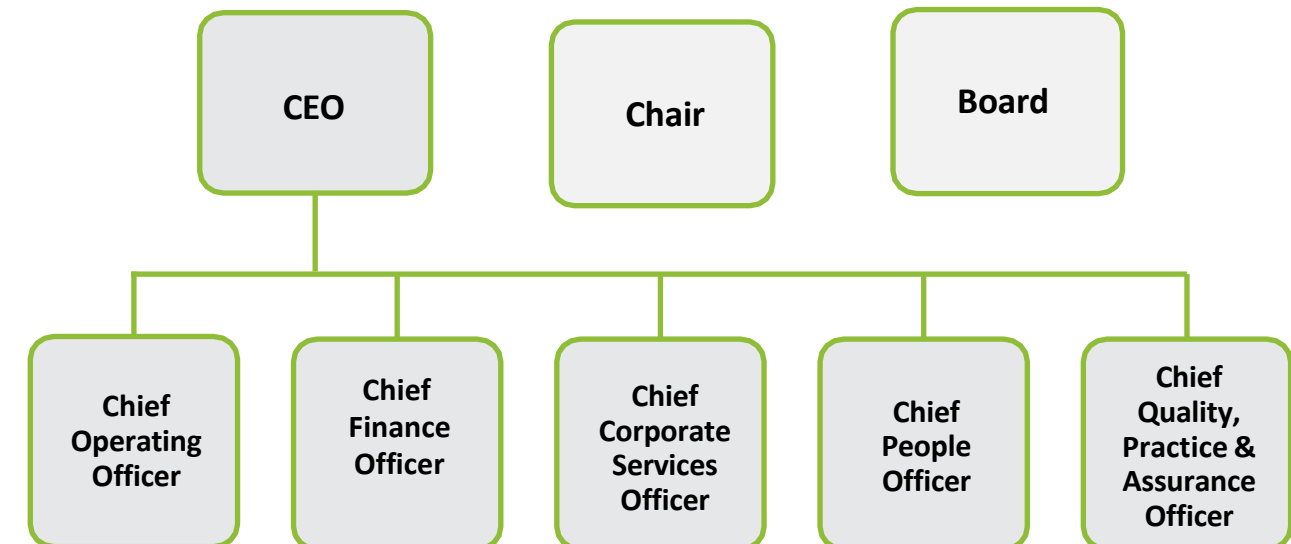 CEO
Chair
Board
Chief
Operating
Officer
Chief
Finance
Officer
Chief
Corporate
Services
Officer
Chief
People
Officer
Chief
Quality,
Practice &
Assurance
Officer